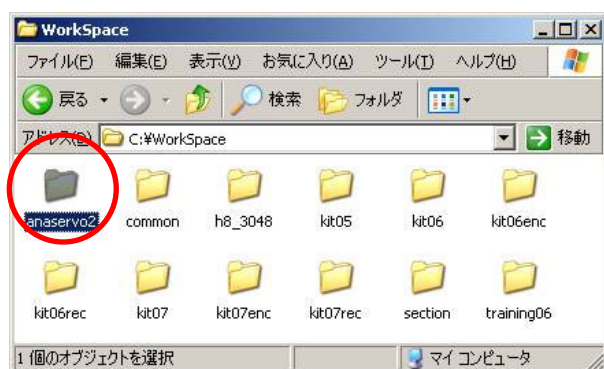 WorkSpace
ファイル(F) 編集(E) 表示(V) お気に入り(A) ツール(T) ヘルプ(H)
戻る 検索 フォルダ
アドレス(D) C:¥WorkSpace 移動
anaservo2 common h8_3048 kit05 kit06 kit06enc
kit06rec kit07 kit07enc kit07rec section training06
1 個のオブジェクトを選択 マイ コンピュータ